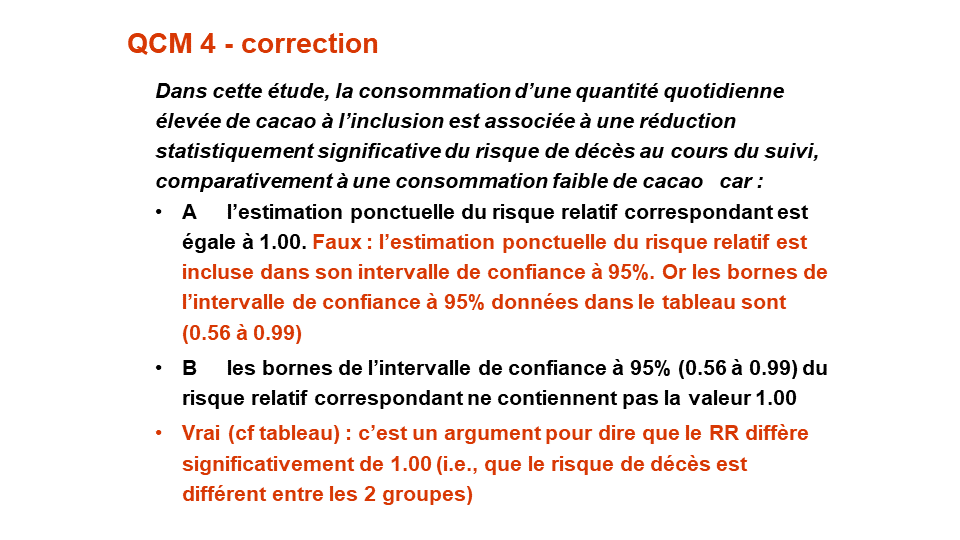 QCM 4 - correction
Dans cette étude, la consommation d’une quantité quotidienne
élevée de cacao à l’inclusion est associée à une réduction
statistiquement significative du risque de décès au cours du suivi,
comparativement à une consommation faible de cacao car :
• A l’estimation ponctuelle du risque relatif correspondant est
égale à 1.00. Faux : l’estimation ponctuelle du risque relatif est
incluse dans son intervalle de confiance à 95%. Or les bornes de
l’intervalle de confiance à 95% données dans le tableau sont
(0.56 à 0.99)
• B les bornes de l’intervalle de confiance à 95% (0.56 à 0.99) du
risque relatif correspondant ne contiennent pas la valeur 1.00
• Vrai (cf tableau) : c’est un argument pour dire que le RR diffère
significativement de 1.00 (i.e., que le risque de décès est
différent entre les 2 groupes)